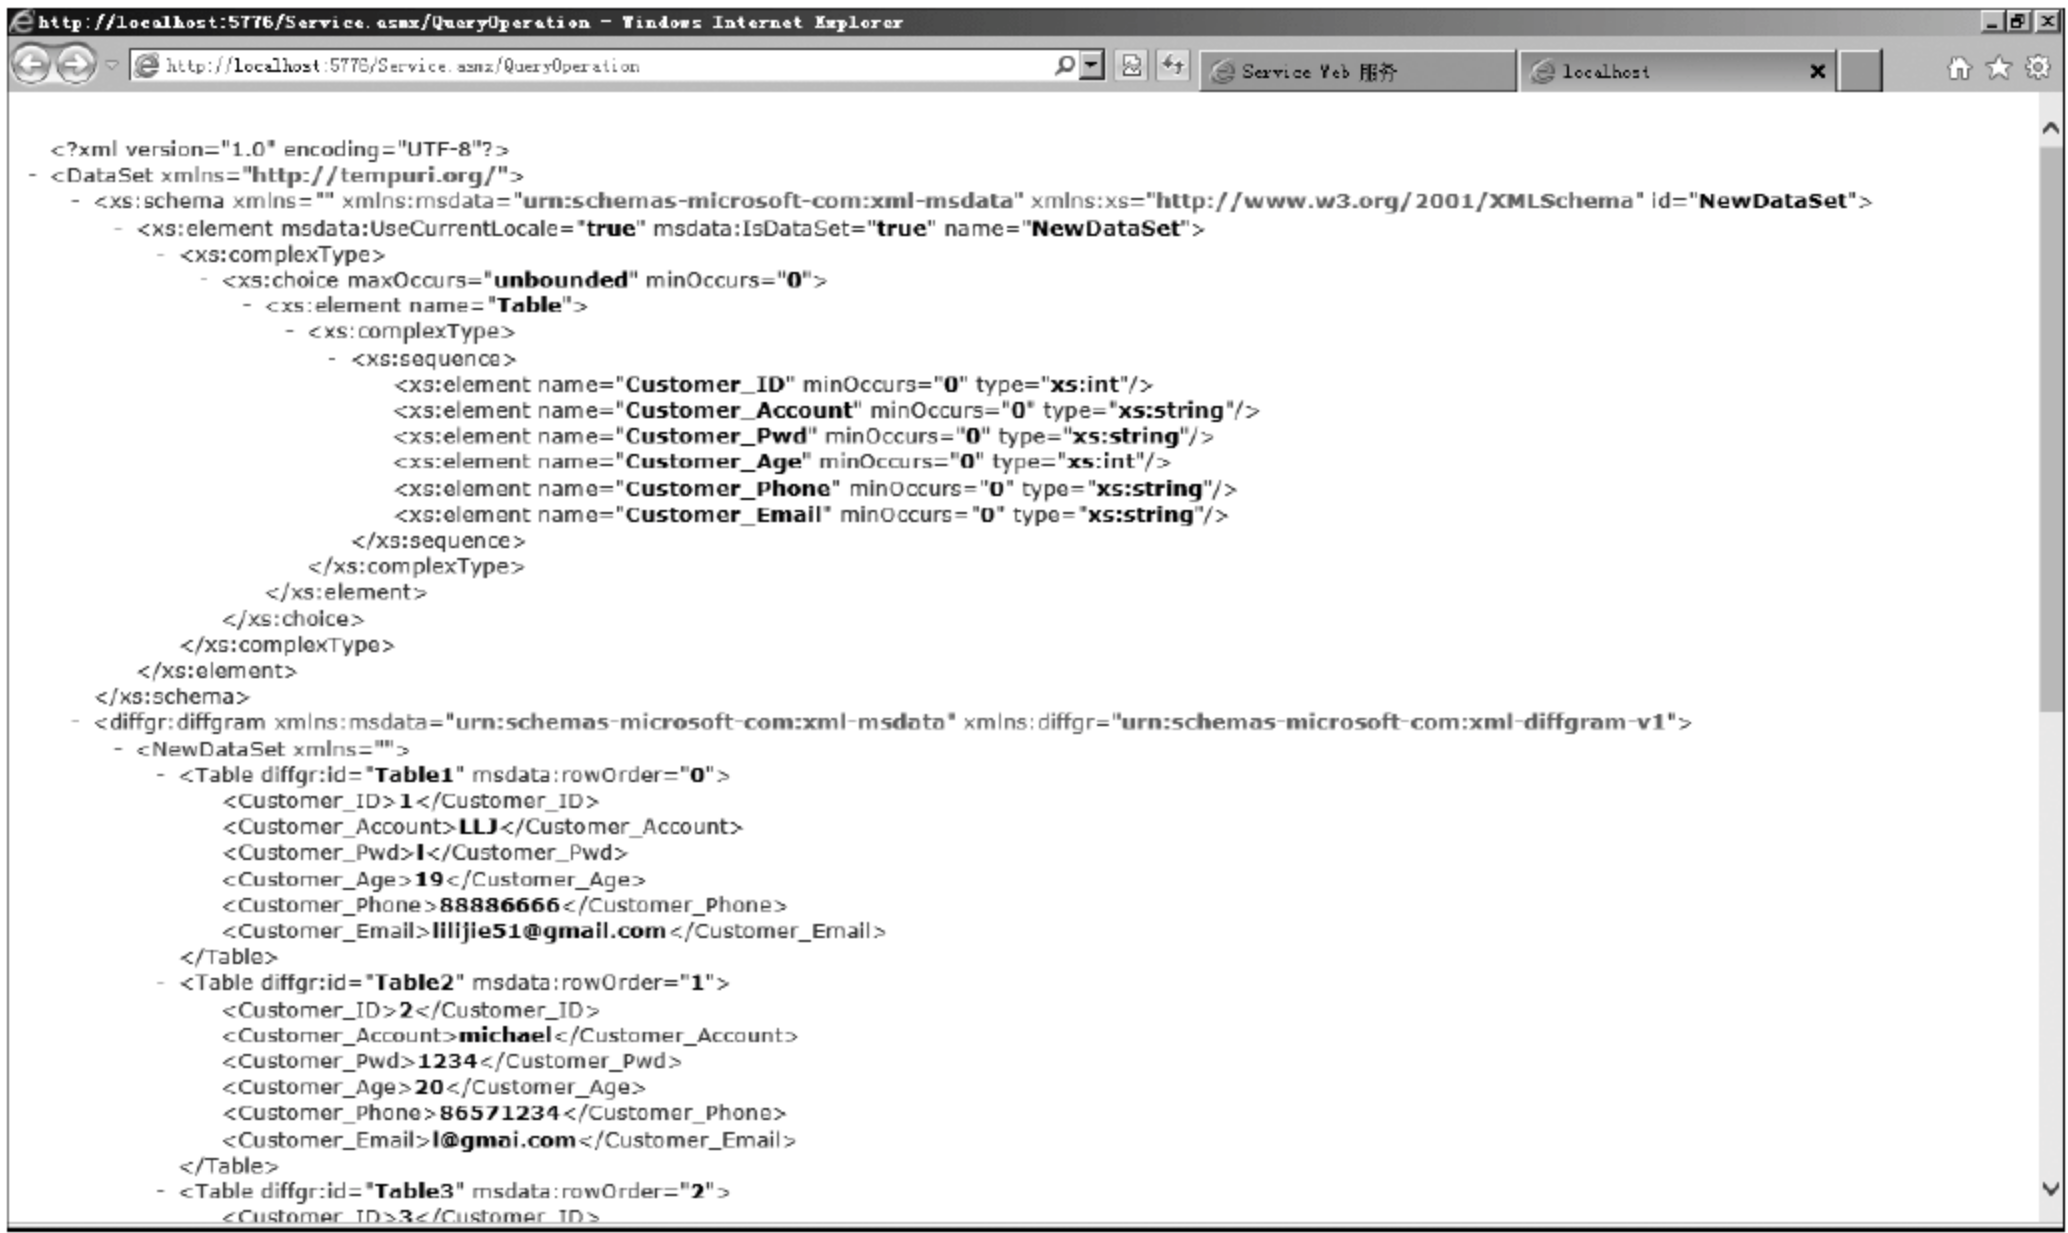 http://localhost:5776/Service.asmx/QueryOperation - Windows Internet Explorer
http://localhost:5776/Service.asmx/QueryOperation
Service Web 服务
localhost
<?xml version="1.0" encoding="UTF-8"?>
- <DataSet xmlns="http://tempuri.org/">
- <xs:schema xmlns="" xmlns:msdata="urn:schemas-microsoft-com:xml-msdata" xmlns:xs="http://www.w3.org/2001/XMLSchema" id="NewDataSet">
- <xs:element msdata:UseCurrentLocale="true" msdata:IsDataSet="true" name="NewDataSet">
- <xs:complexType>
- <xs:choice maxOccurs="unbounded" minOccurs="0">
- <xs:element name="Table">
- <xs:complexType>
- <xs:sequence>
<xs:element name="Customer_ID" minOccurs="0" type="xs:int"/>
<xs:element name="Customer_Account" minOccurs="0" type="xs:string"/>
<xs:element name="Customer_Pwd" minOccurs="0" type="xs:string"/>
<xs:element name="Customer_Age" minOccurs="0" type="xs:int"/>
<xs:element name="Customer_Phone" minOccurs="0" type="xs:string"/>
<xs:element name="Customer_Email" minOccurs="0" type="xs:string"/>
</xs:sequence>
</xs:complexType>
</xs:element>
</xs:choice>
</xs:complexType>
</xs:element>
</xs:schema>
- <diffgr:diffgram xmlns:msdata="urn:schemas-microsoft-com:xml-msdata" xmlns:diffgr="urn:schemas-microsoft-com:xml-diffgram-v1">
- <NewDataSet xmlns="">
- <Table diffgr:id="Table1" msdata:rowOrder="0">
<Customer_ID>1</Customer_ID>
<Customer_Account>LLJ</Customer_Account>
<Customer_Pwd>l</Customer_Pwd>
<Customer_Age>19</Customer_Age>
<Customer_Phone>88886666</Customer_Phone>
<Customer_Email>lilijie51@gmail.com</Customer_Email>
</Table>
- <Table diffgr:id="Table2" msdata:rowOrder="1">
<Customer_ID>2</Customer_ID>
<Customer_Account>michael</Customer_Account>
<Customer_Pwd>1234</Customer_Pwd>
<Customer_Age>20</Customer_Age>
<Customer_Phone>86571234</Customer_Phone>
<Customer_Email>l@gmai.com</Customer_Email>
</Table>
- <Table diffgr:id="Table3" msdata:rowOrder="2">
<Customer_ID>3</Customer_ID>